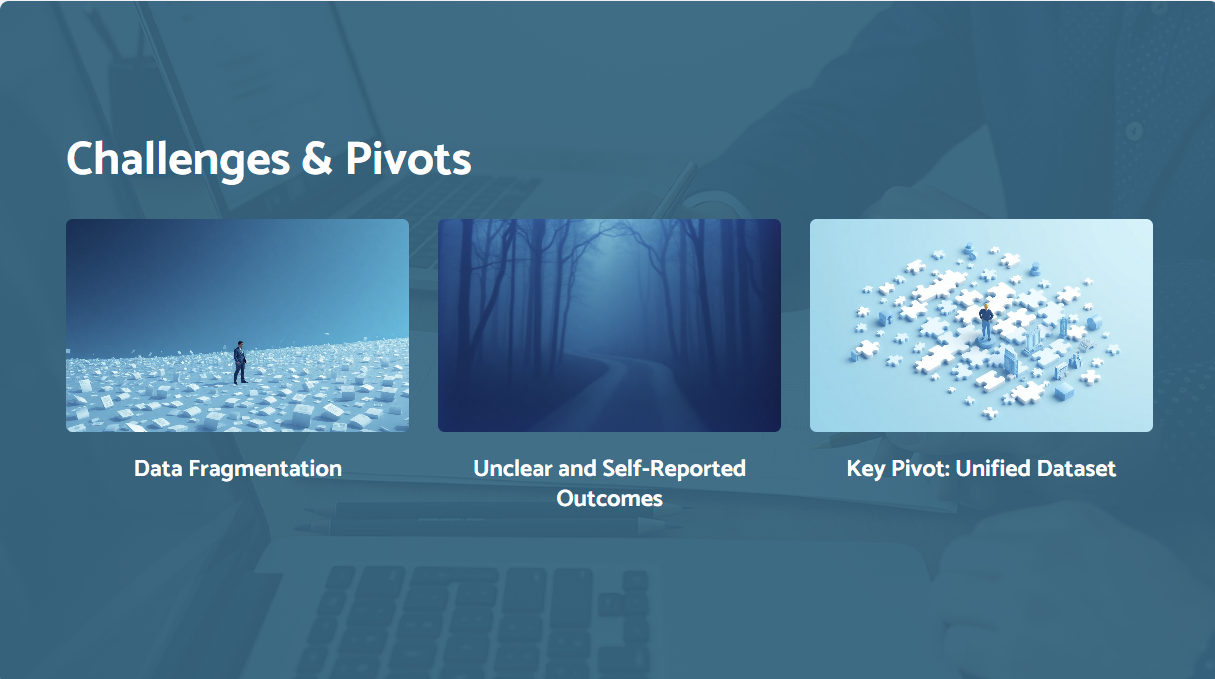 Challenges & Pivots
Data Fragmentation
Unclear and Self-Reported
Outcomes
Key Pivot: Unified Dataset